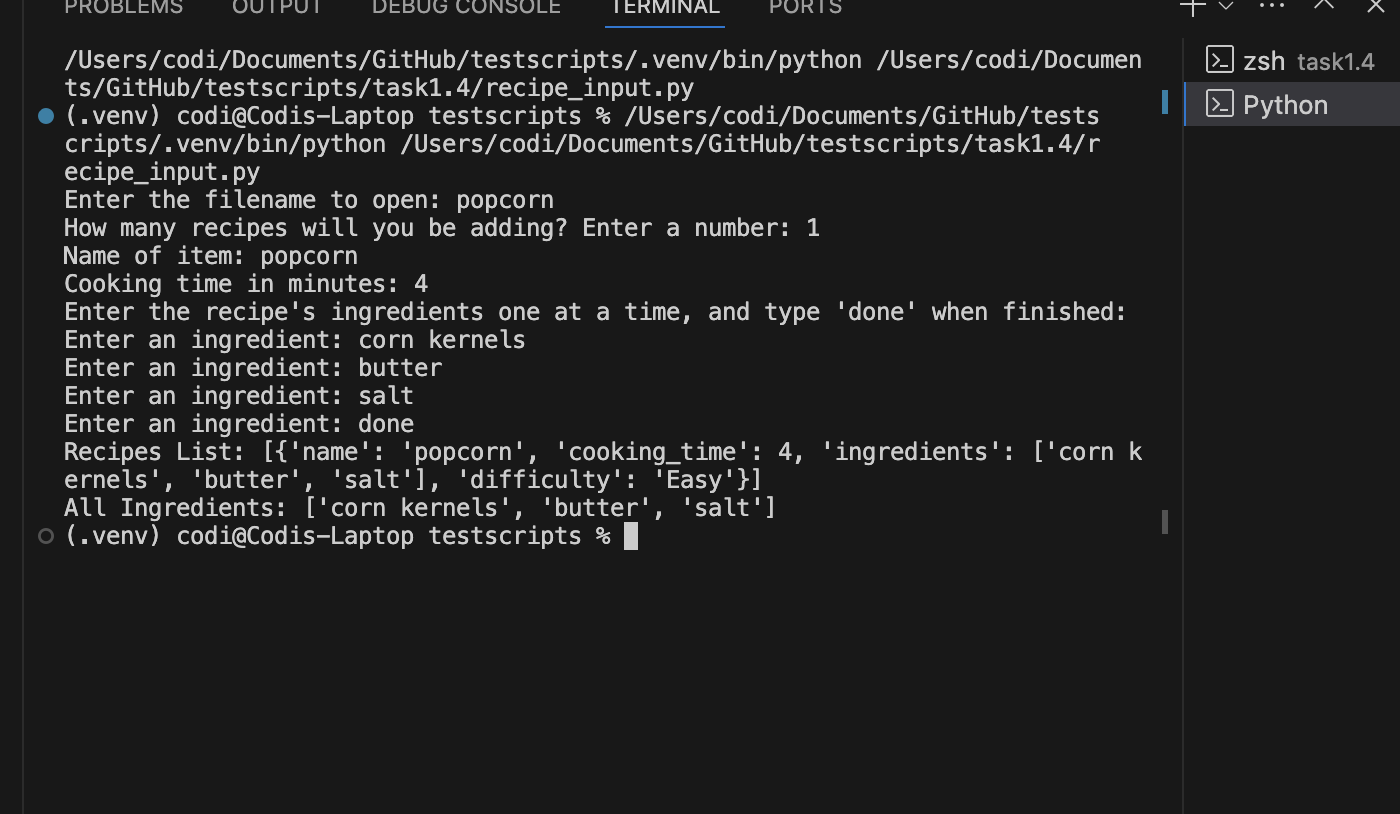 PROBLEMS OUTPUT DEBUG CONSOLE TERMINAL PORTS
/Users/codi/Documents/GitHub/testscripts/.venv/bin/python /Users/codi/Documen
ts/GitHub/testscripts/task1.4/recipe_input.py
(.venv) codi@Codis-Laptop testscripts % /Users/codi/Documents/GitHub/tests
cripts/.venv/bin/python /Users/codi/Documents/GitHub/testscripts/task1.4/r
ecipe_input.py
Enter the filename to open: popcorn
How many recipes will you be adding? Enter a number: 1
Name of item: popcorn
Cooking time in minutes: 4
Enter the recipe's ingredients one at a time, and type 'done' when finished:
Enter an ingredient: corn kernels
Enter an ingredient: butter
Enter an ingredient: salt
Enter an ingredient: done
Recipes List: [{'name': 'popcorn', 'cooking_time': 4, 'ingredients': ['corn k
ernels', 'butter', 'salt'], 'difficulty': 'Easy'}]
All Ingredients: ['corn kernels', 'butter', 'salt']
(.venv) codi@Codis-Laptop testscripts %
zsh task1.4
Python